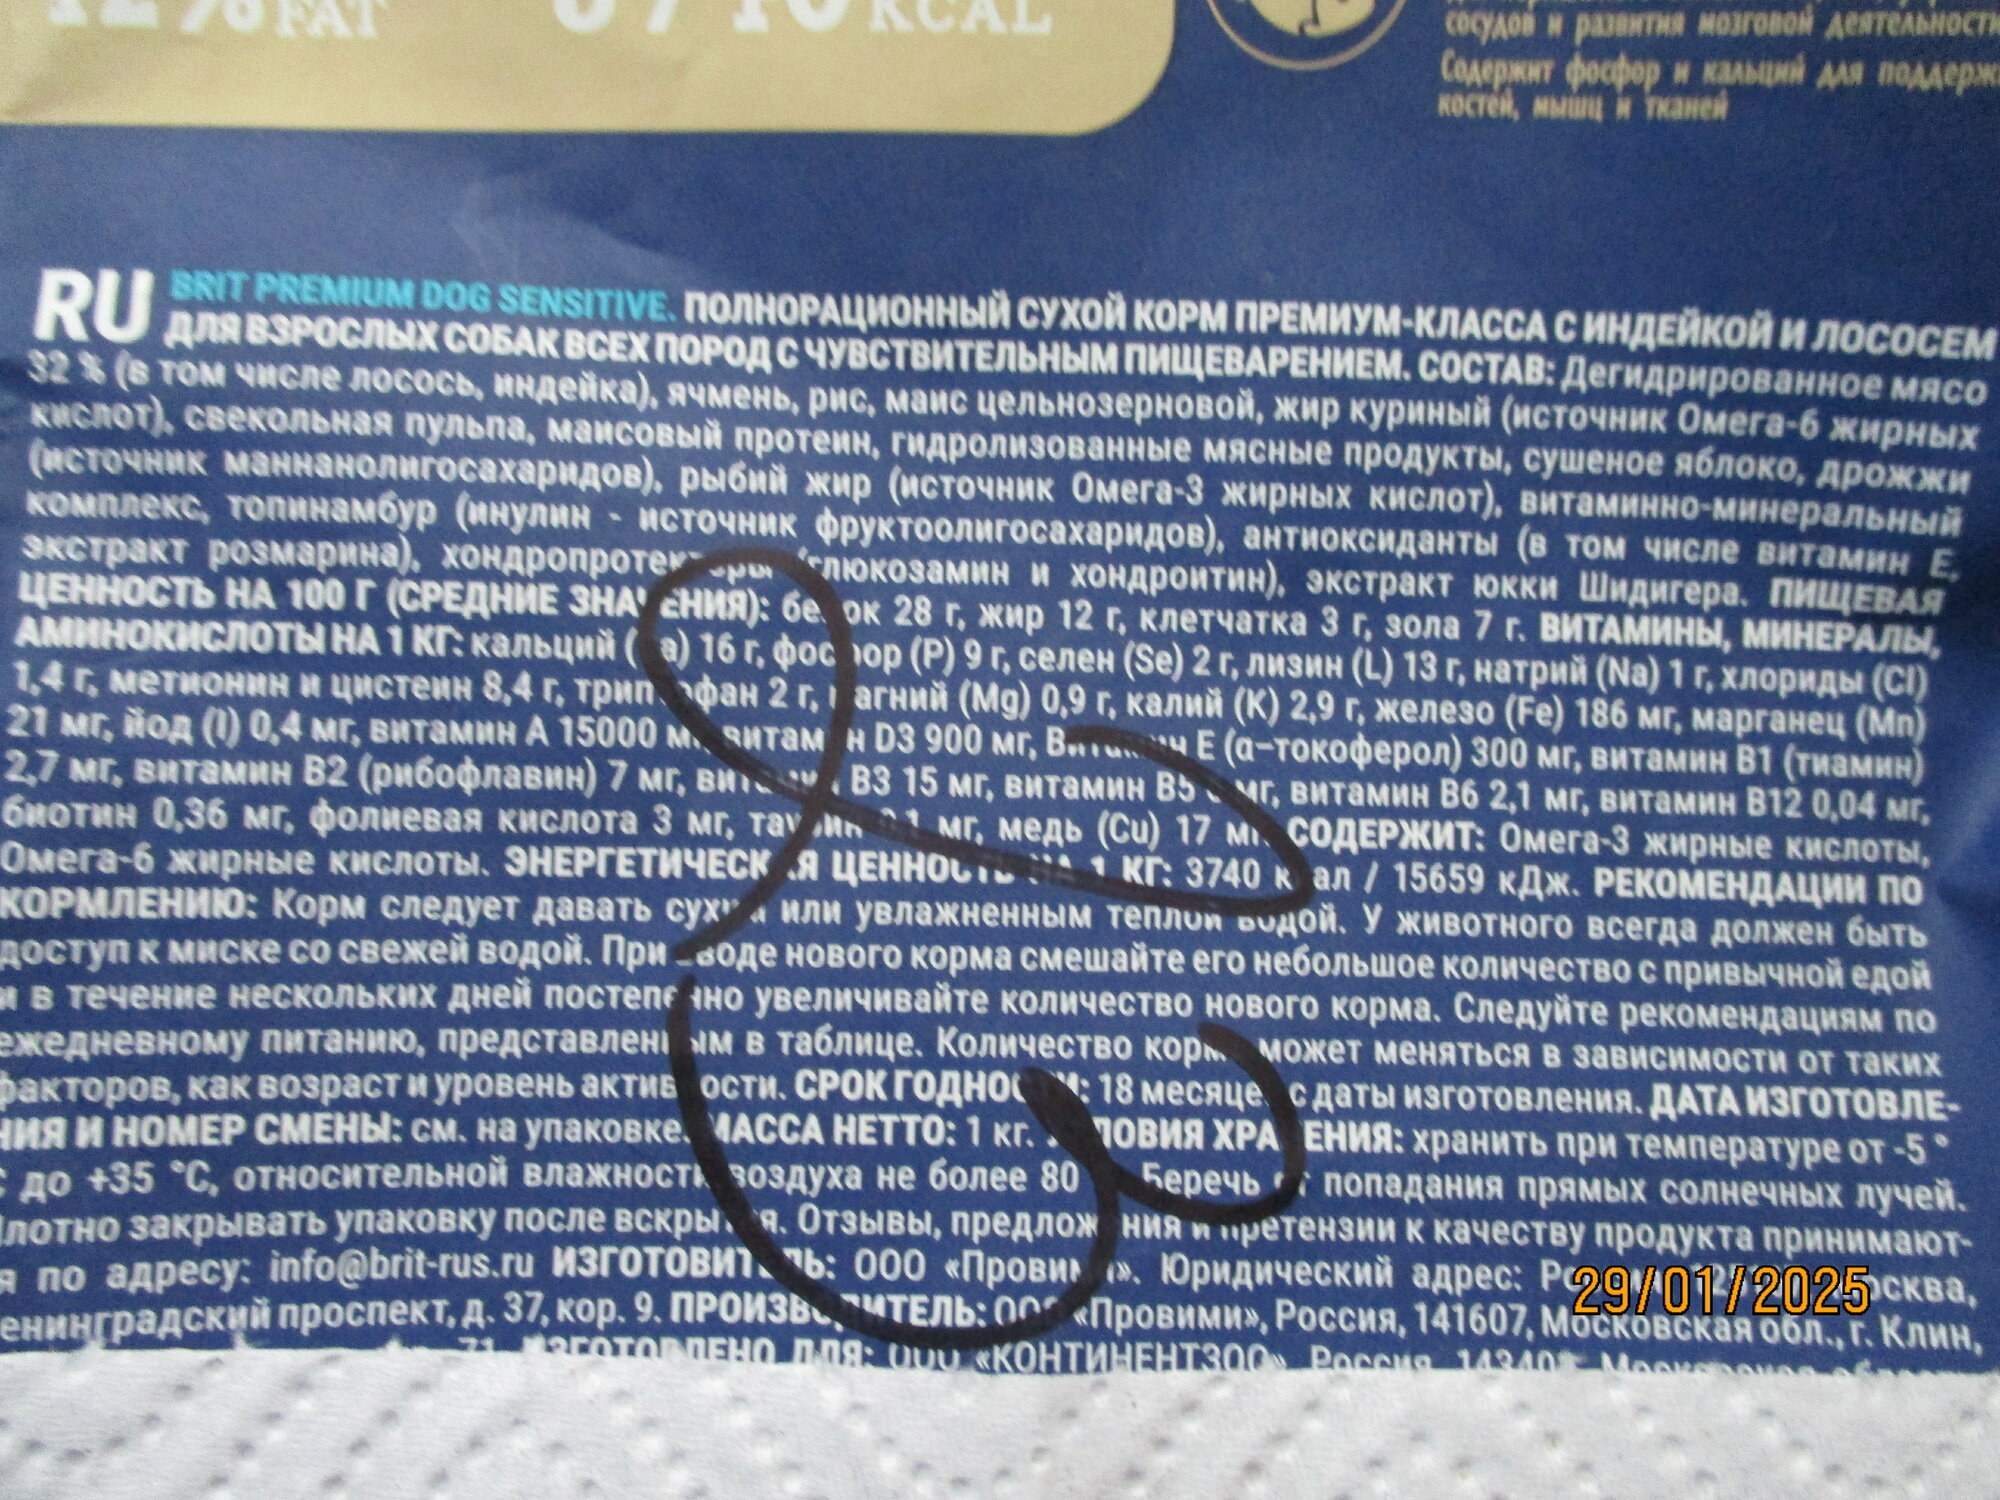 12% FAT 3740 KCAL
сосудов и развития мозговой деятельности
Содержит фосфор и кальций для
костей, мышц и тканей
RU BRIT PREMIUM DOG SENSITIVE. ПОЛНОРАЦИОННЫЙ СУХОЙ КОРМ ПРЕМИУМ-КЛАССА С ИНДЕЙКОЙ И ЛОСОСЕМ
ДЛЯ ВЗРОСЛЫХ СОБАК ВСЕХ ПОРОД С ЧУВСТВИТЕЛЬНЫМ ПИЩЕВАРЕНИЕМ. СОСТАВ: Дегидрированное мясо
32 % (в том числе лосось, индейка), ячмень, рис, маис цельнозерновой, жир куриный (источник Омега-6 жирных
кислот), свекольная пульпа, маисовый протеин, гидролизованные мясные продукты, сушеное яблоко, дрожжи
(источник маннанолигосахаридов), рыбий жир (источник Омега-3 жирных кислот), витаминно-минеральный
комплекс, топинамбур (инулин - источник фруктоолигосахаридов), антиоксиданты (в том числе витамин Е,
экстракт розмарина), хондропротекторы (глюкозамин и хондроитин), экстракт юкки Шидигера. ПИЩЕВАЯ
ЦЕННОСТЬ НА 100 Г (СРЕДНИЕ ЗНАЧЕНИЯ): белок 28 г, жир 12 г, клетчатка 3 г, зола 7 г. ВИТАМИНЫ, МИНЕРАЛЫ,
АМИНОКИСЛОТЫ НА 1 КГ: кальций (Ca) 16 г, фосфор (P) 9 г, селен (Se) 2 г, лизин (L) 13 г, натрий (Na) 1 г, хлориды (Cl)
1,4 г, метионин и цистеин 8,4 г, триптофан 2 г, магний (Mg) 0,9 г, калий (K) 2,9 г, железо (Fe) 186 мг, марганец (Mn)
21 мг, йод (I) 0,4 мг, витамин А 15000 мг, витамин D3 900 мг, Витамин Е (α–токоферол) 300 мг, витамин В1 (тиамин)
2,7 мг, витамин В2 (рибофлавин) 7 мг, витамин В3 15 мг, витамин В5 мг, витамин В6 2,1 мг, витамин В12 0,04 мг,
биотин 0,36 мг, фолиевая кислота 3 мг, таурин 0,1 мг, медь (Cu) 17 мг. СОДЕРЖИТ: Омега-3 жирные кислоты,
Омега-6 жирные кислоты. ЭНЕРГЕТИЧЕСКАЯ ЦЕННОСТЬ НА 1 КГ: 3740 ккал / 15659 кДж. РЕКОМЕНДАЦИИ ПО
КОРМЛЕНИЮ: Корм следует давать сухим или увлажненным теплой водой. У животного всегда должен быть
доступ к миске со свежей водой. При вводе нового корма смешайте его небольшое количество с привычной едой
и в течение нескольких дней постепенно увеличивайте количество нового корма. Следуйте рекомендациям по
ежедневному питанию, представленным в таблице. Количество корма может меняться в зависимости от таких
факторов, как возраст и уровень активности. СРОК ГОДНОСТИ: 18 месяцев с даты изготовления. ДАТА ИЗГОТОВЛЕ-
НИЯ И НОМЕР СМЕНЫ: см. на упаковке. МАССА НЕТТО: 1 кг. УСЛОВИЯ ХРАНЕНИЯ: хранить при температуре от -5 °
С до +35 °С, относительной влажности воздуха не более 80 %. Беречь от попадания прямых солнечных лучей.
Плотно закрывать упаковку после вскрытия. Отзывы, предложения и претензии к качеству продукта принимают-
я по адресу: info@brit-rus.ru ИЗГОТОВИТЕЛЬ: ООО «Провими». Юридический адрес: осква,
енинградский проспект, д. 37, кор. 9. ПРОИЗВОДИТЕЛЬ: ООО «Провими», Россия, 141607, Московская обл., г. Клин,
71. ИЗГОТОВЛЕНО ДЛЯ: ООО «КОНТИНЕНТЗОО», Россия,
29/01/2025